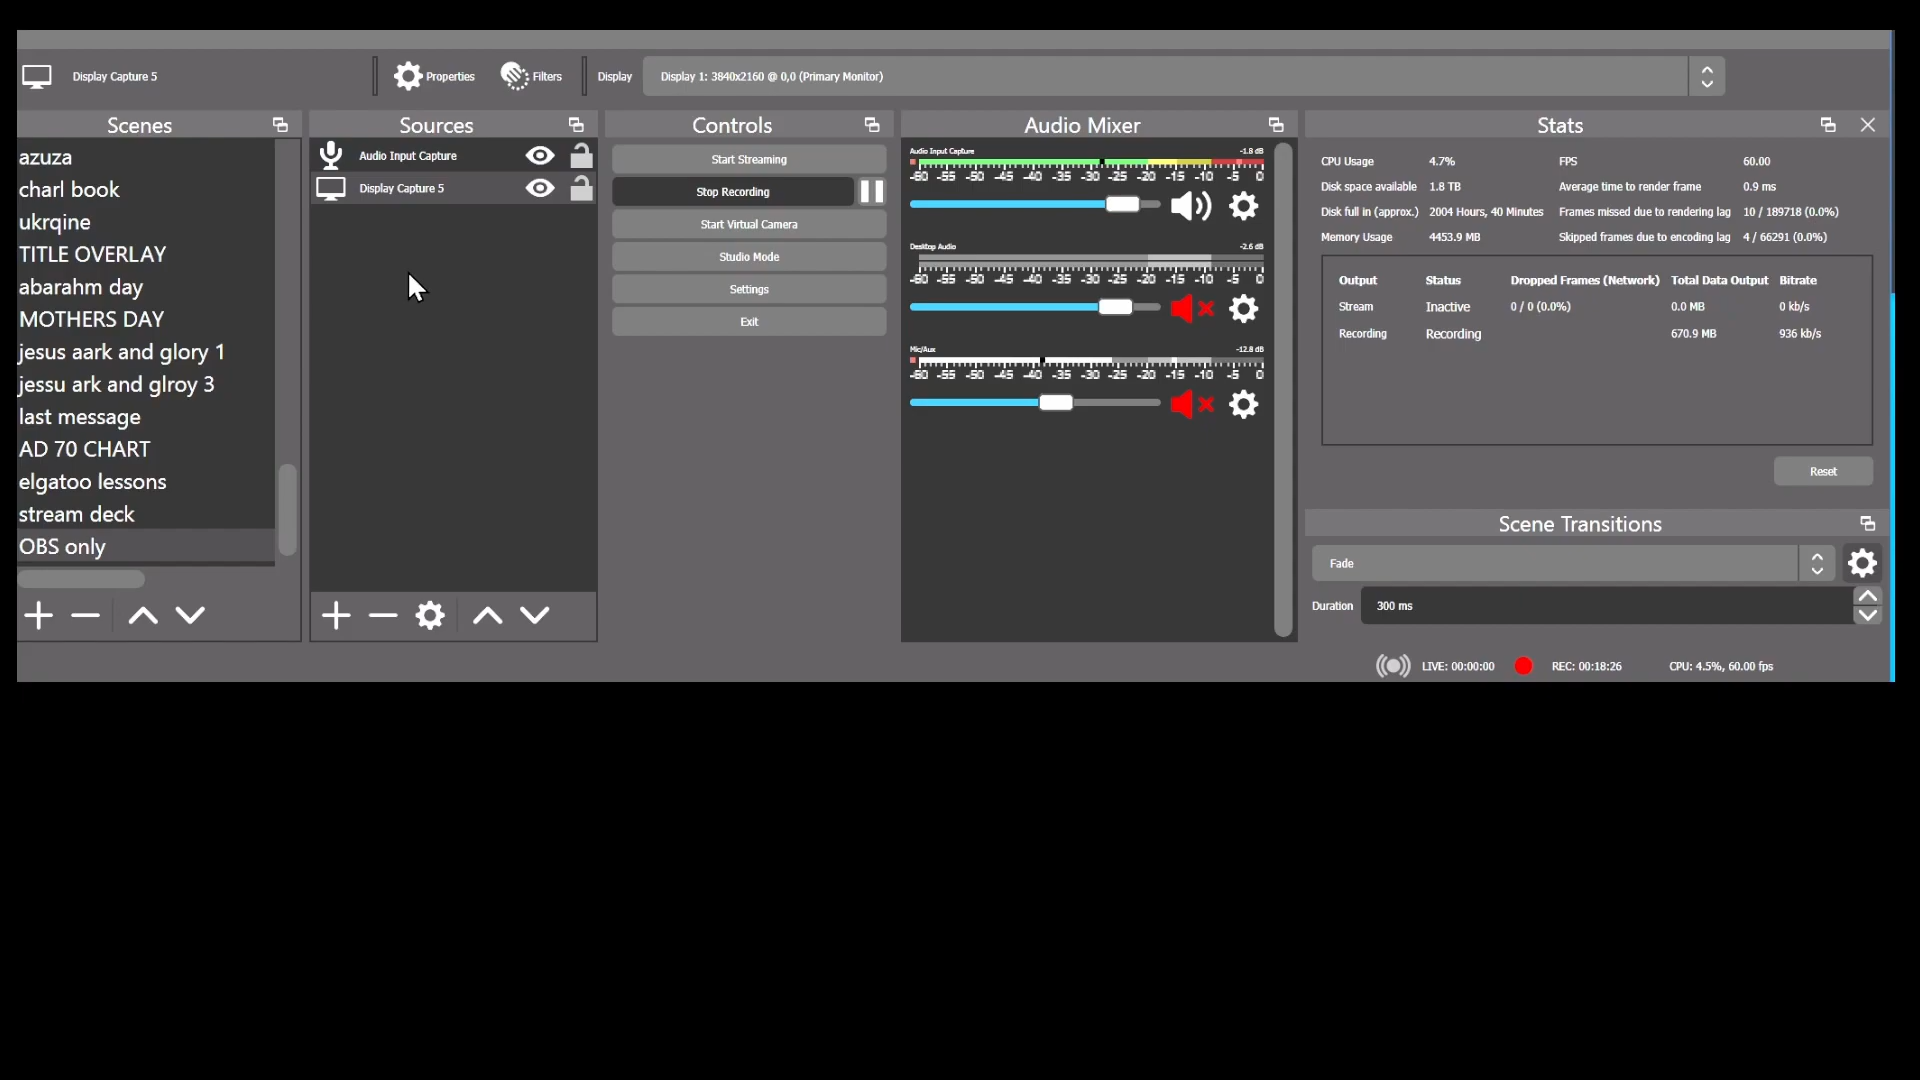 Display Capture 5
Properties
Filters
Display
Display 1: 3840x2160 @ 0,0 (Primary Monitor)
Scenes
azuza
charl book
ukrqine
TITLE OVERLAY
abarahm day
MOTHERS DAY
jesus aark and glory 1
jessu ark and glroy 3
last message
AD 70 CHART
elgatoo lessons
stream deck
OBS only
Sources
Audio Input Capture
Display Capture 5
Controls
Start Streaming
Stop Recording
Start Virtual Camera
Studio Mode
Settings
Exit
Audio Mixer
Audio Input Capture -1.8 dB
-60 -55 -50 -45 -40 -35 -30 -25 -20 -15 -10 -5 0
Desktop Audio -2.6 dB
-60 -55 -50 -45 -40 -35 -30 -25 -20 -15 -10 -5 0
Mic/Aux -12.8 dB
-60 -55 -50 -45 -40 -35 -30 -25 -20 -15 -10 -5 0
Stats
CPU Usage 4.7% FPS 60.00
Disk space available 1.8 TB Average time to render frame 0.9 ms
Disk full in (approx.) 2004 Hours, 40 Minutes Frames missed due to rendering lag 10 / 189718 (0.0%)
Memory Usage 4453.9 MB Skipped frames due to encoding lag 4 / 66291 (0.0%)
Output Status Dropped Frames (Network) Total Data Output Bitrate
Stream Inactive 0 / 0 (0.0%) 0.0 MB 0 kb/s
Recording Recording 670.9 MB 936 kb/s
Reset
Scene Transitions
Fade
Duration 300 ms
LIVE: 00:00:00 REC: 00:18:26 CPU: 4.5%, 60.00 fps